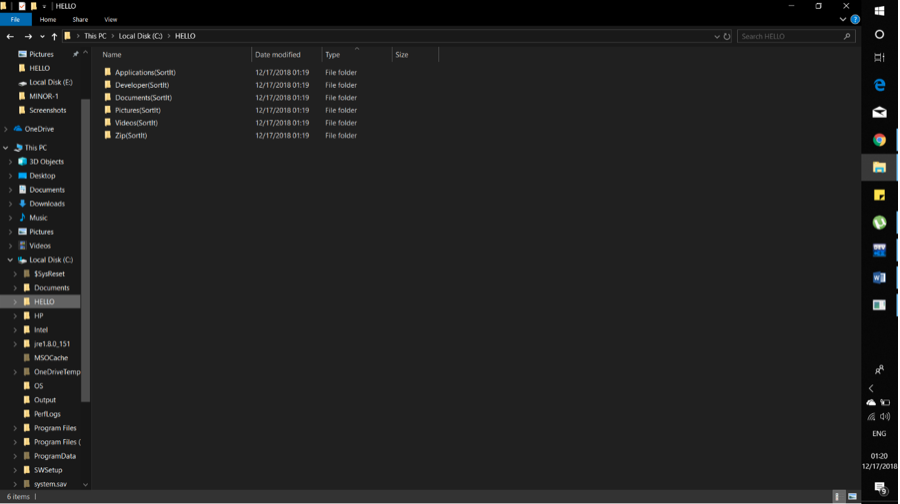 HELLO
File Home Share View
This PC Local Disk (C:) HELLO Search HELLO
Name Date modified Type Size
Applications(SortIt) 12/17/2018 01:19 File folder
Developer(SortIt) 12/17/2018 01:19 File folder
Documents(SortIt) 12/17/2018 01:19 File folder
Pictures(SortIt) 12/17/2018 01:19 File folder
Videos(SortIt) 12/17/2018 01:19 File folder
Zip(SortIt) 12/17/2018 01:19 File folder
Pictures
HELLO
Local Disk (E:)
MINOR-1
Screenshots
OneDrive
This PC
3D Objects
Desktop
Documents
Downloads
Music
Pictures
Videos
Local Disk (C:)
$SysReset
Documents
HELLO
HP
Intel
jre1.8.0_151
MSOCache
OneDriveTemp
OS
Output
PerfLogs
Program Files
Program Files (
ProgramData
SWSetup
system.sav
6 items
DEV
ENG
01:20
12/17/2018
9